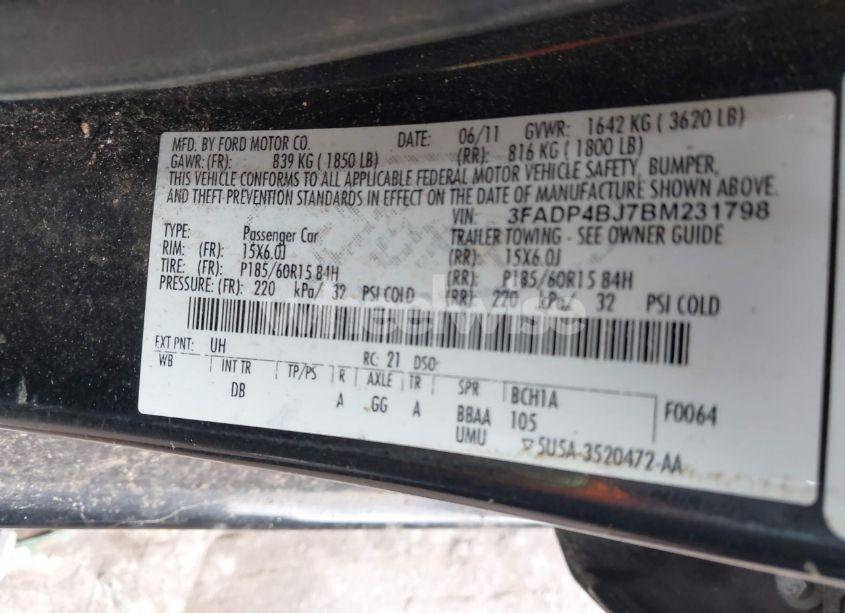 MFD. BY FORD MOTOR CO. DATE: 06/11 GVWR: 1642 KG ( 3620 LB)
GAWR: (FR): 839 KG ( 1850 LB) (RR): 816 KG ( 1800 LB)
THIS VEHICLE CONFORMS TO ALL APPLICABLE FEDERAL MOTOR VEHICLE SAFETY, BUMPER,
AND THEFT PREVENTION STANDARDS IN EFFECT ON THE DATE OF MANUFACTURE SHOWN ABOVE.
VIN: 3FADP4BJ7BM231798
TYPE: Passenger Car TRAILER TOWING - SEE OWNER GUIDE
RIM: (FR): 15X6.0J (RR): 15X6.0J
TIRE: (FR): P185/60R15 84H (RR): P185/60R15 84H
PRESSURE: (FR): 220 kPa/ 32 PSI COLD (RR): 220 kPa/ 32 PSI COLD
wheelwise
EXT PNT: UH RC: 21 DSO:
WB INT TR TP/PS R AXLE TR SPR BCH1A
DB A GG A BBAA 105 F0064
UMU 5U5A-3520472-AA